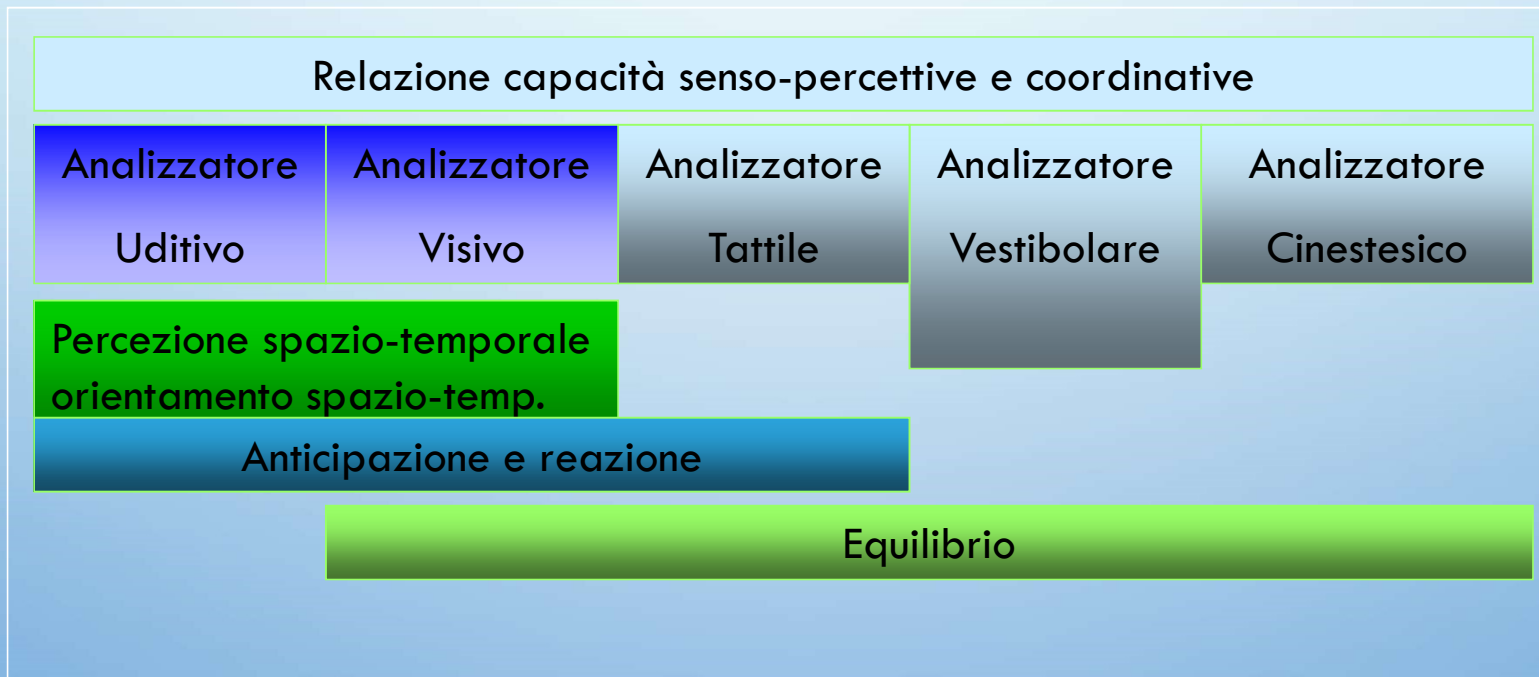 Relazione capacità senso-percettive e coordinative
Analizzatore
Uditivo
Analizzatore
Visivo
Analizzatore
Tattile
Analizzatore
Vestibolare
Analizzatore
Cinestesico
Percezione spazio-temporale
orientamento spazio-temp.
Anticipazione e reazione
Equilibrio